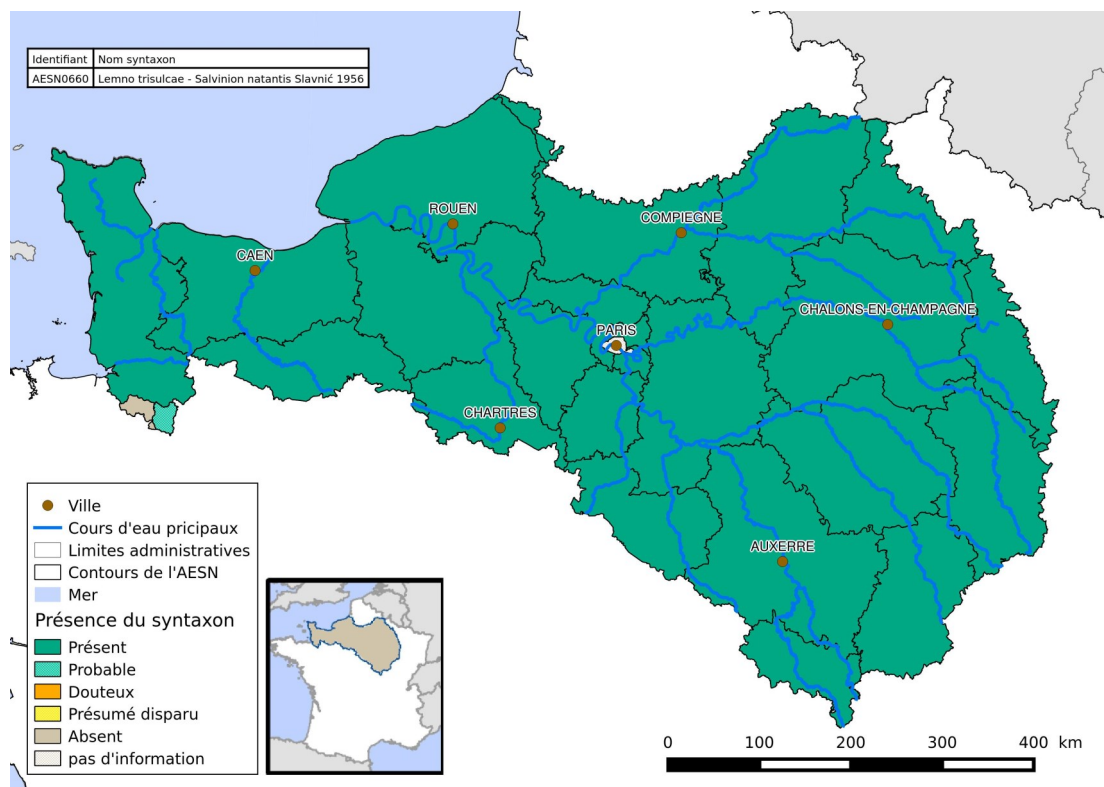 Identifiant Nom syntaxon
AESN0660 Lemno trisulcae - Salvinion natantis Slavnić 1956
ROUEN
COMPIEGNE
CAEN
CHALONS-EN-CHAMPAGNE
PARIS
CHARTRES
AUXERRE
Ville
Cours d'eau pricipaux
Limites administratives
Contours de l'AESN
Mer
Présence du syntaxon
Présent
Probable
Douteux
Présumé disparu
Absent
pas d'information
0 100 200 300 400 km